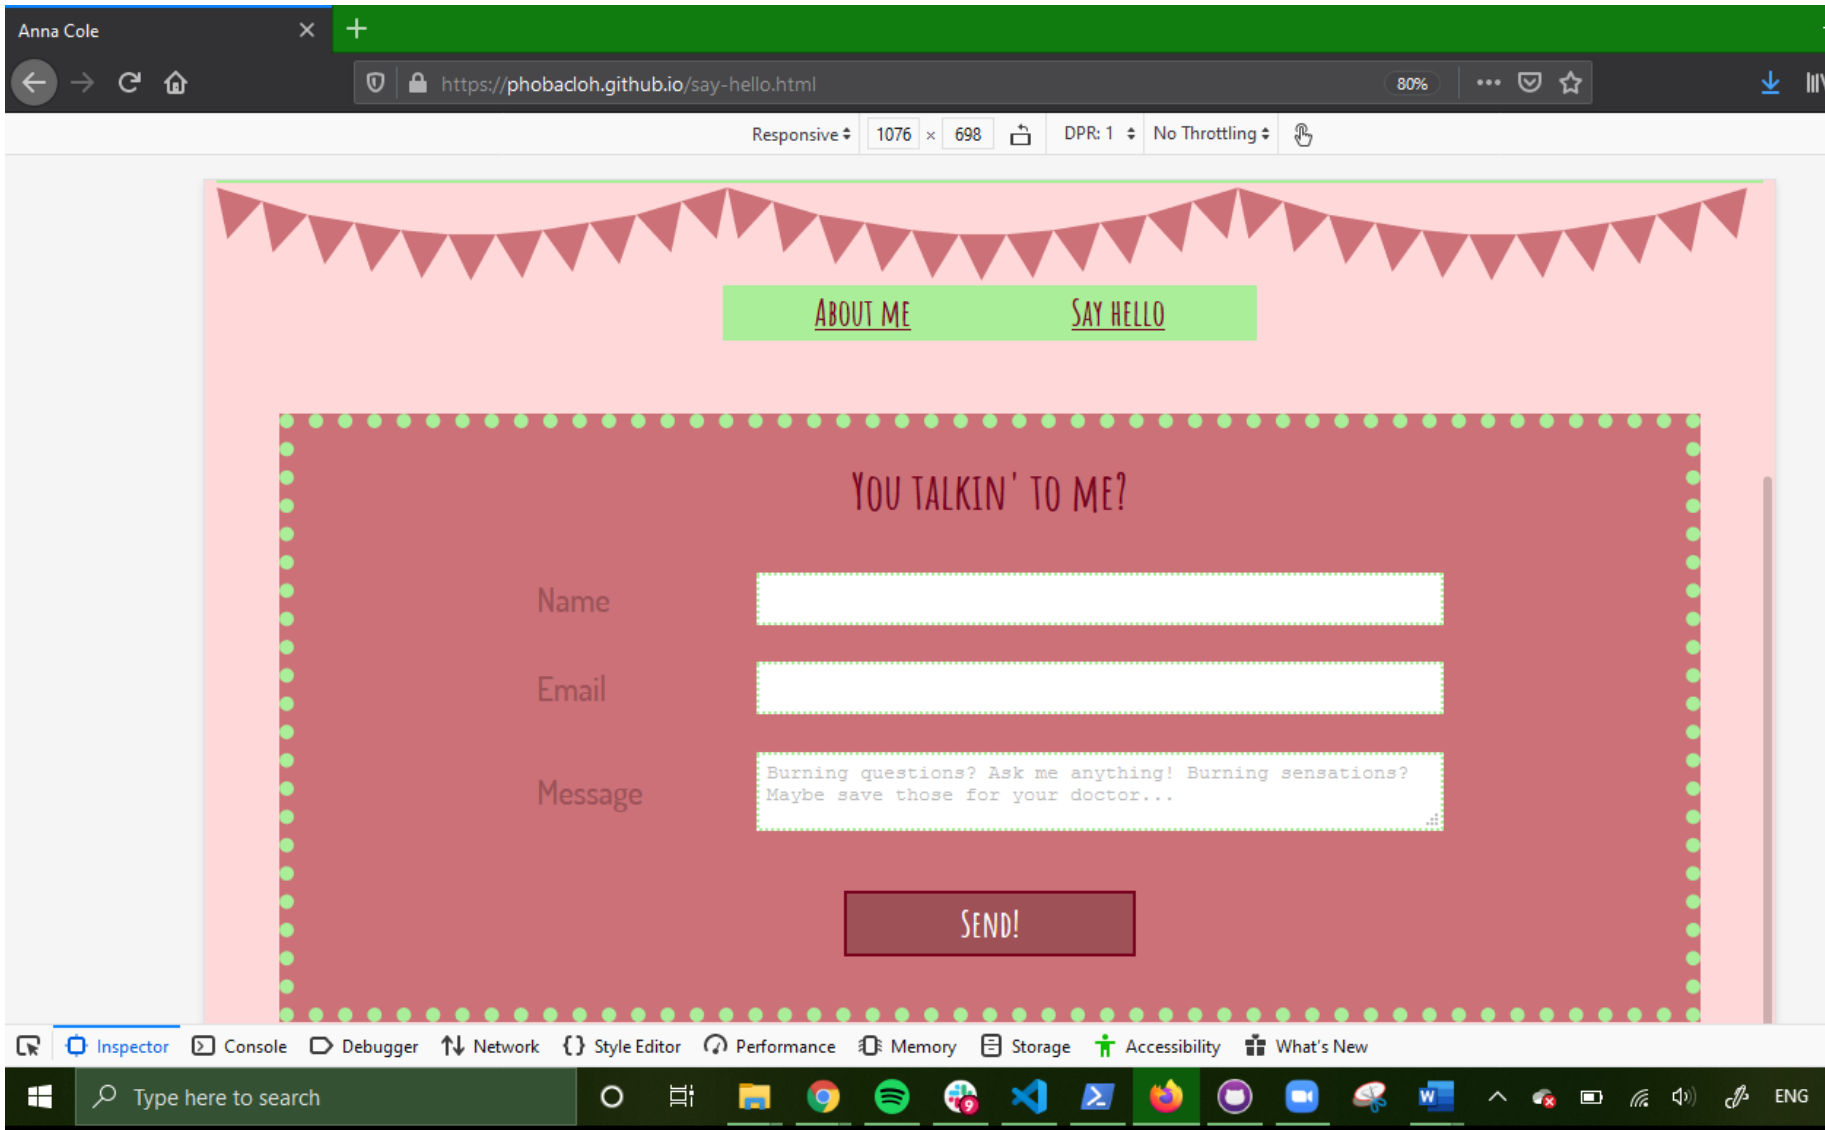 Anna Cole
https://phobacloh.github.io/say-hello.html
80%
Responsive 1076 × 698 DPR: 1 No Throttling
About me Say hello
You talkin' to me?
Name
Email
Message
Burning questions? Ask me anything! Burning sensations?
Maybe save those for your doctor...
Send!
Inspector Console Debugger Network Style Editor Performance Memory Storage Accessibility What's New
Type here to search
9
W
ENG